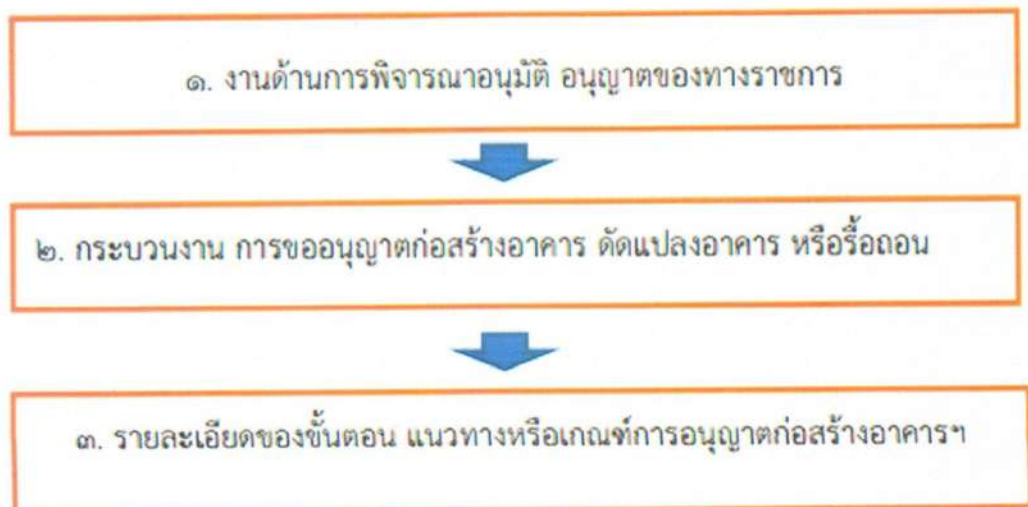 ๑. งานด้านการพิจารณาอนุมัติ อนุญาตของทางราชการ
๒. กระบวนงาน การขออนุญาตก่อสร้างอาคาร ดัดแปลงอาคาร หรือรื้อถอน
๓. รายละเอียดของขั้นตอน แนวทางหรือเกณฑ์การอนุญาตก่อสร้างอาคารฯ